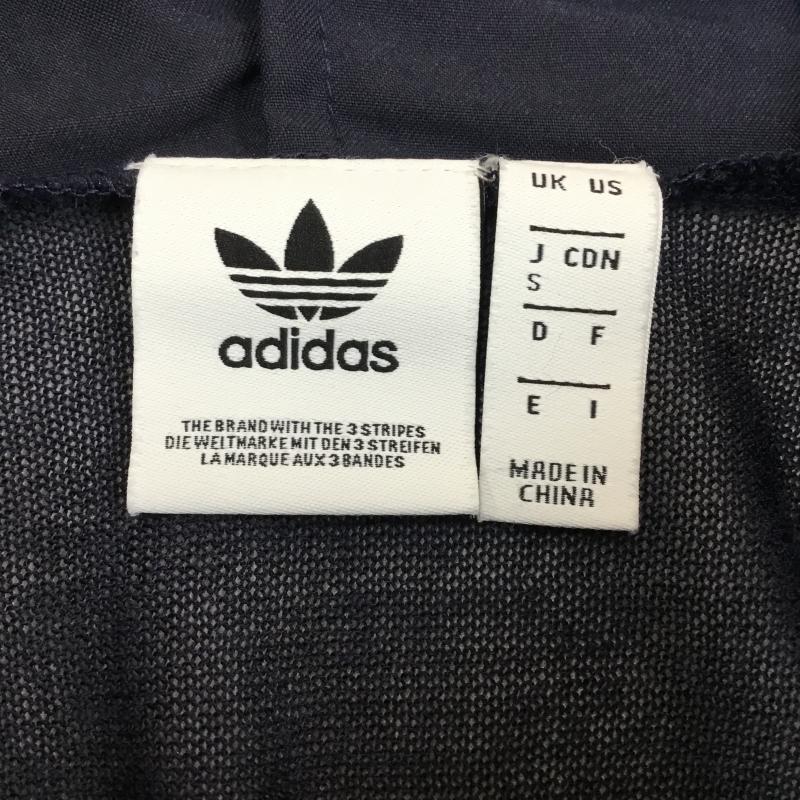 adidas
THE BRAND WITH THE 3 STRIPES
DIE WELTMARKE MIT DEN 3 STREIFEN
LA MARQUE AUX 3 BANDES
UK US
J CDN
S
D F
E I
MADE IN
CHINA